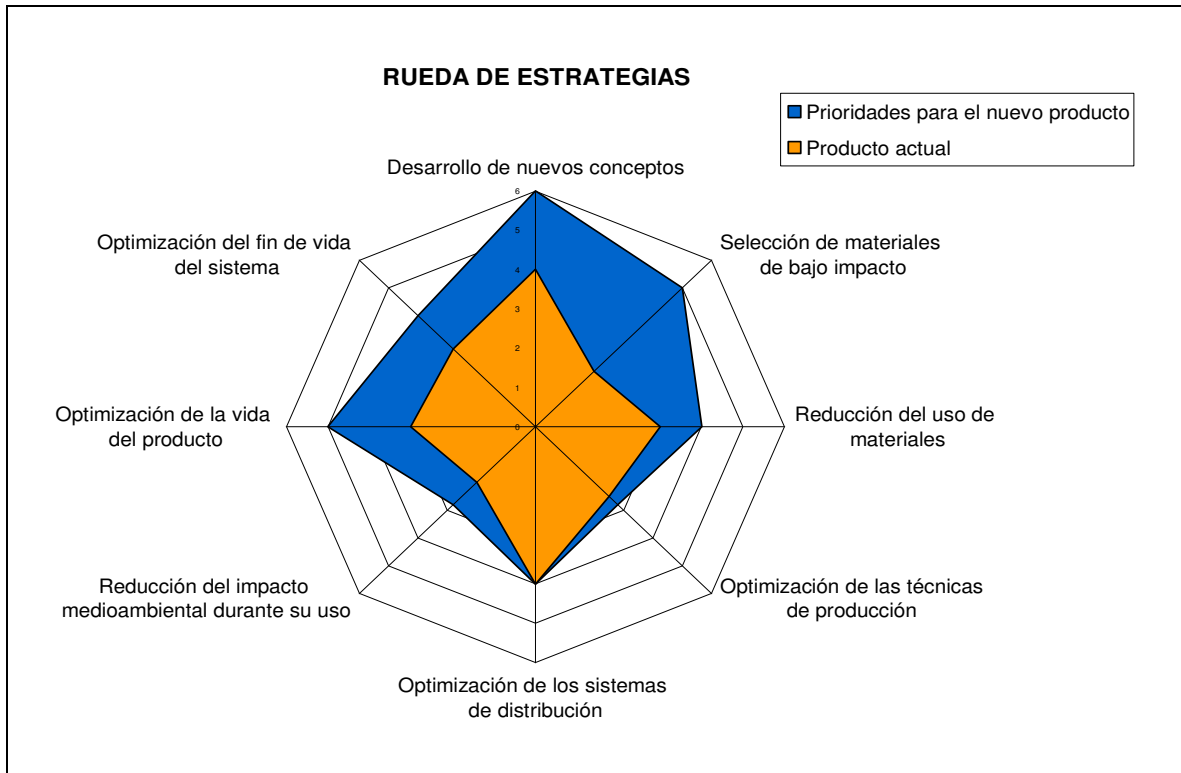 RUEDA DE ESTRATEGIAS
Prioridades para el nuevo producto
Producto actual
Desarrollo de nuevos conceptos
Selección de materiales
de bajo impacto
Reducción del uso de
materiales
Optimización de las técnicas
de producción
Optimización de los sistemas
de distribución
Reducción del impacto
medioambiental durante su uso
Optimización de la vida
del producto
Optimización del fin de vida
del sistema
6
5
4
3
2
1
0